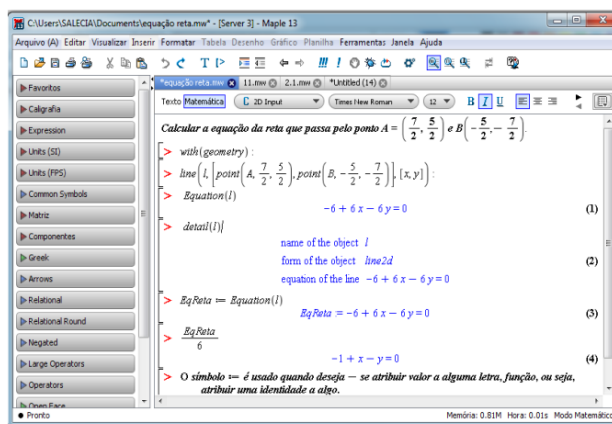 C:\Users\SALECIA\Documents\equação reta.mw* - [Server 3] - Maple 13
Arquivo (A) Editar Visualizar Inserir Formatar Tabela Desenho Gráfico Planilha Ferramentas Janela Ajuda
*equação reta.mw 11.mw 2.1.mw *Untitled (14)
Texto Matemática C 2D Input Times New Roman 12 B I U
Favoritos
Caligrafia
Expression
Units (SI)
Units (FPS)
Common Symbols
Matriz
Componentes
Greek
Arrows
Relational
Relational Round
Negated
Large Operators
Operators
Open Face
Calcular a equação da reta que passa pelo ponto A = (7/2, 5/2) e B(-5/2, - 7/2).
> with(geometry) :
> line(l, [point(A, 7/2, 5/2), point(B, -5/2, -7/2)], [x, y]) :
> Equation(l)
-6 + 6 x - 6 y = 0 (1)
> detail(l)
name of the object l
form of the object line2d (2)
equation of the line -6 + 6 x - 6 y = 0
> EqReta := Equation(l)
EqReta := -6 + 6 x - 6 y = 0 (3)
> EqReta/6
-1 + x - y = 0 (4)
> O símbolo := é usado quando deseja - se atribuir valor a alguma letra, função, ou seja,
atribuir uma identidade a algo.
Pronto Memória: 0.81M Hora: 0.01s Modo Matemático